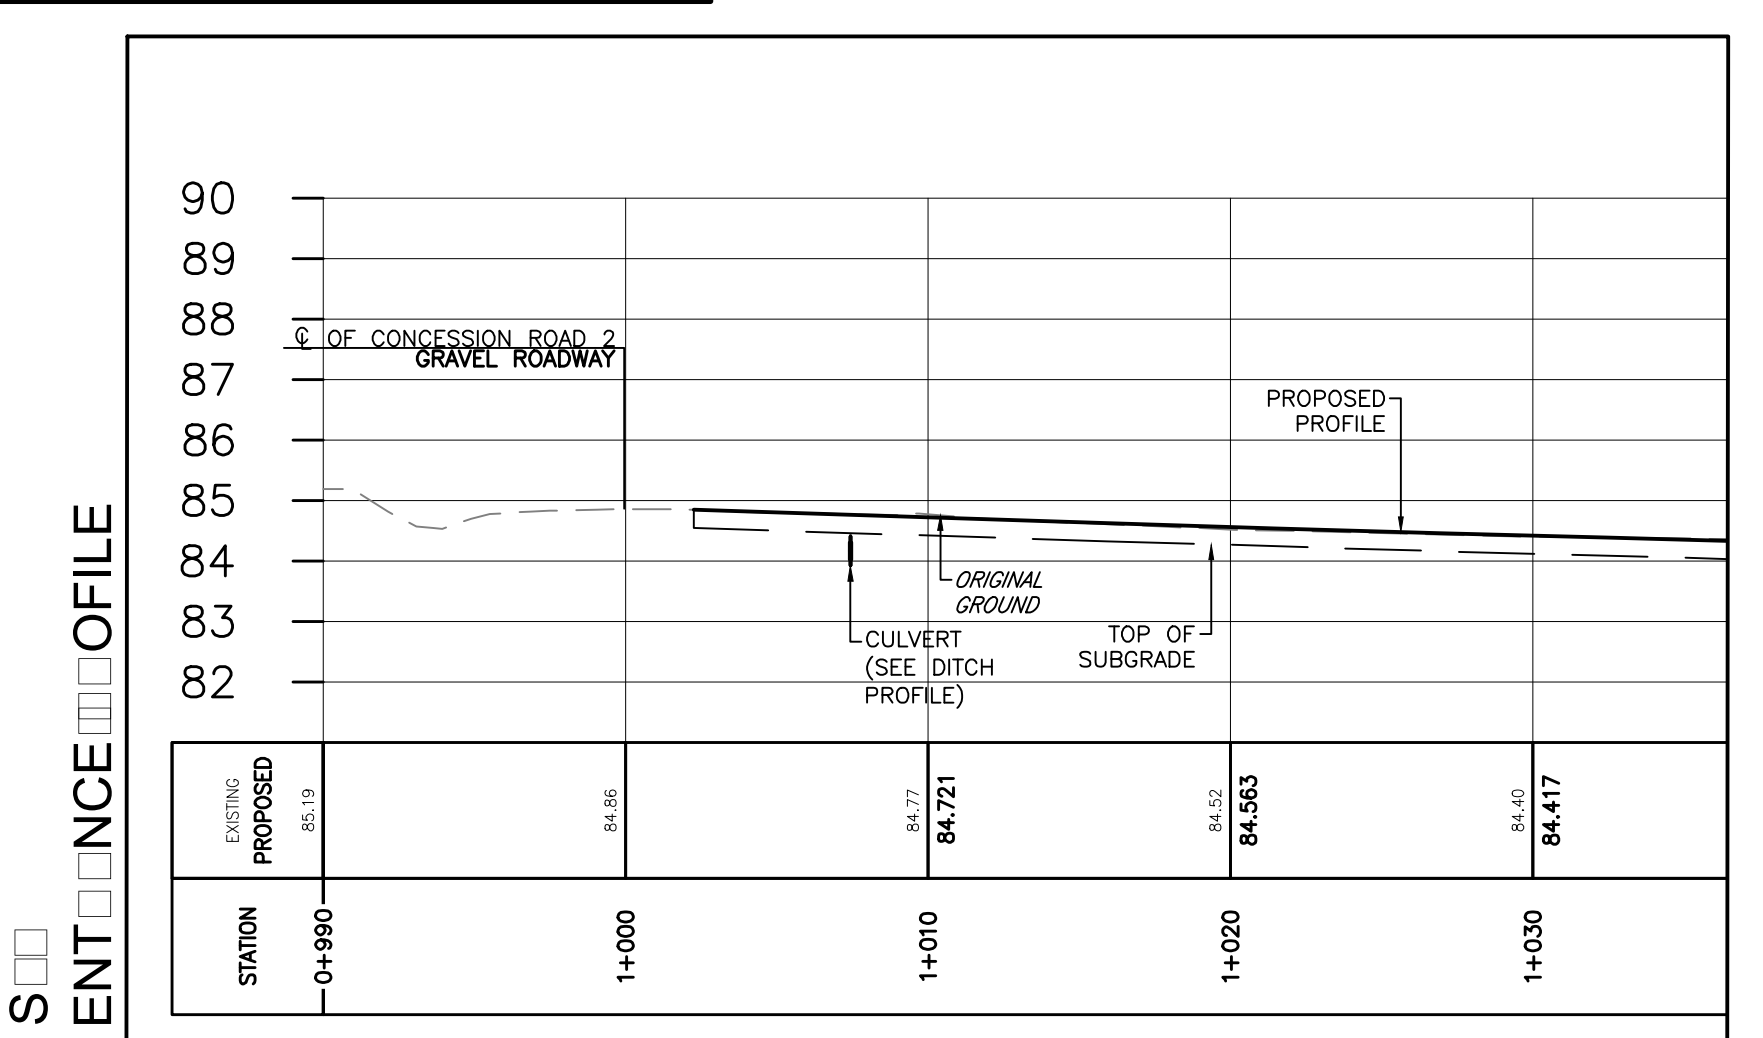 90
89
88
℄ OF CONCESSION ROAD 2
GRAVEL ROADWAY
87
PROPOSED
PROFILE
86
85
84
ORIGINAL
GROUND
83
CULVERT
(SEE DITCH
PROFILE)
TOP OF
SUBGRADE
82
EXISTING
PROPOSED
85.19
84.86
84.77
84.721
84.52
84.563
84.40
84.417
STATION
0+990
1+000
1+010
1+020
1+030
S□□
ENT□□NCE□□□OFILE